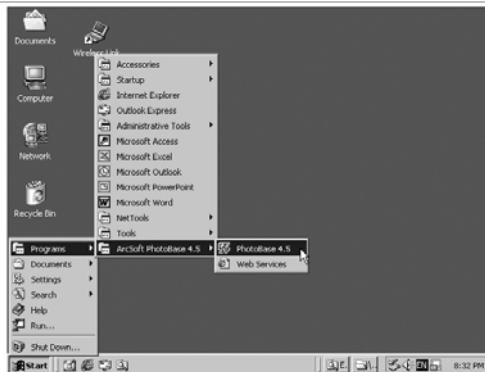 Documents
Wireless Link
Computer
Network
Recycle Bin
Accessories
Startup
Internet Explorer
Outlook Express
Administrative Tools
Microsoft Access
Microsoft Excel
Microsoft Outlook
Microsoft PowerPoint
Microsoft Word
NetTools
Tools
ArcSoft PhotoBase 4.5
PhotoBase 4.5
Web Services
Programs
Documents
Settings
Search
Help
Run...
Shut Down...
Start
E.
EN
8:32 PM